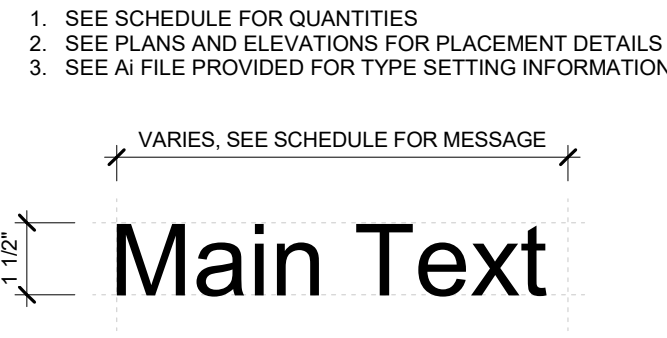 1. SEE SCHEDULE FOR QUANTITIES
2. SEE PLANS AND ELEVATIONS FOR PLACEMENT DETAILS
3. SEE Ai FILE PROVIDED FOR TYPE SETTING INFORMATION
VARIES, SEE SCHEDULE FOR MESSAGE
1 1/2"
Main Text